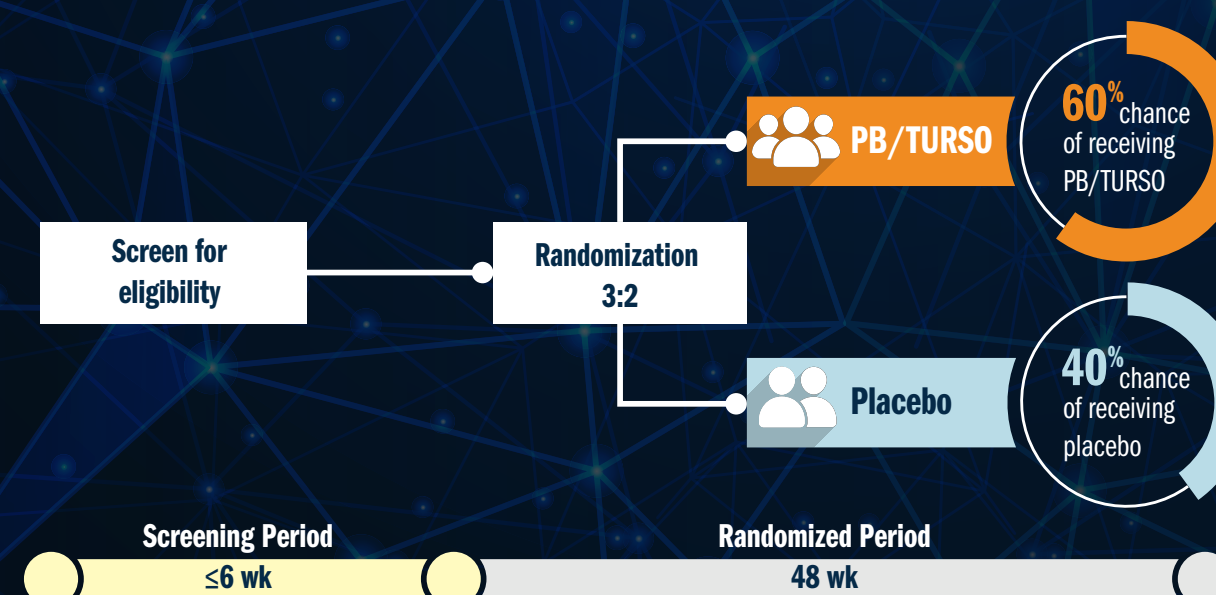 Screen for
eligibility
Randomization
3:2
PB/TURSO
60% chance
of receiving
PB/TURSO
Placebo
40% chance
of receiving
placebo
Screening Period
≤6 wk
Randomized Period
48 wk